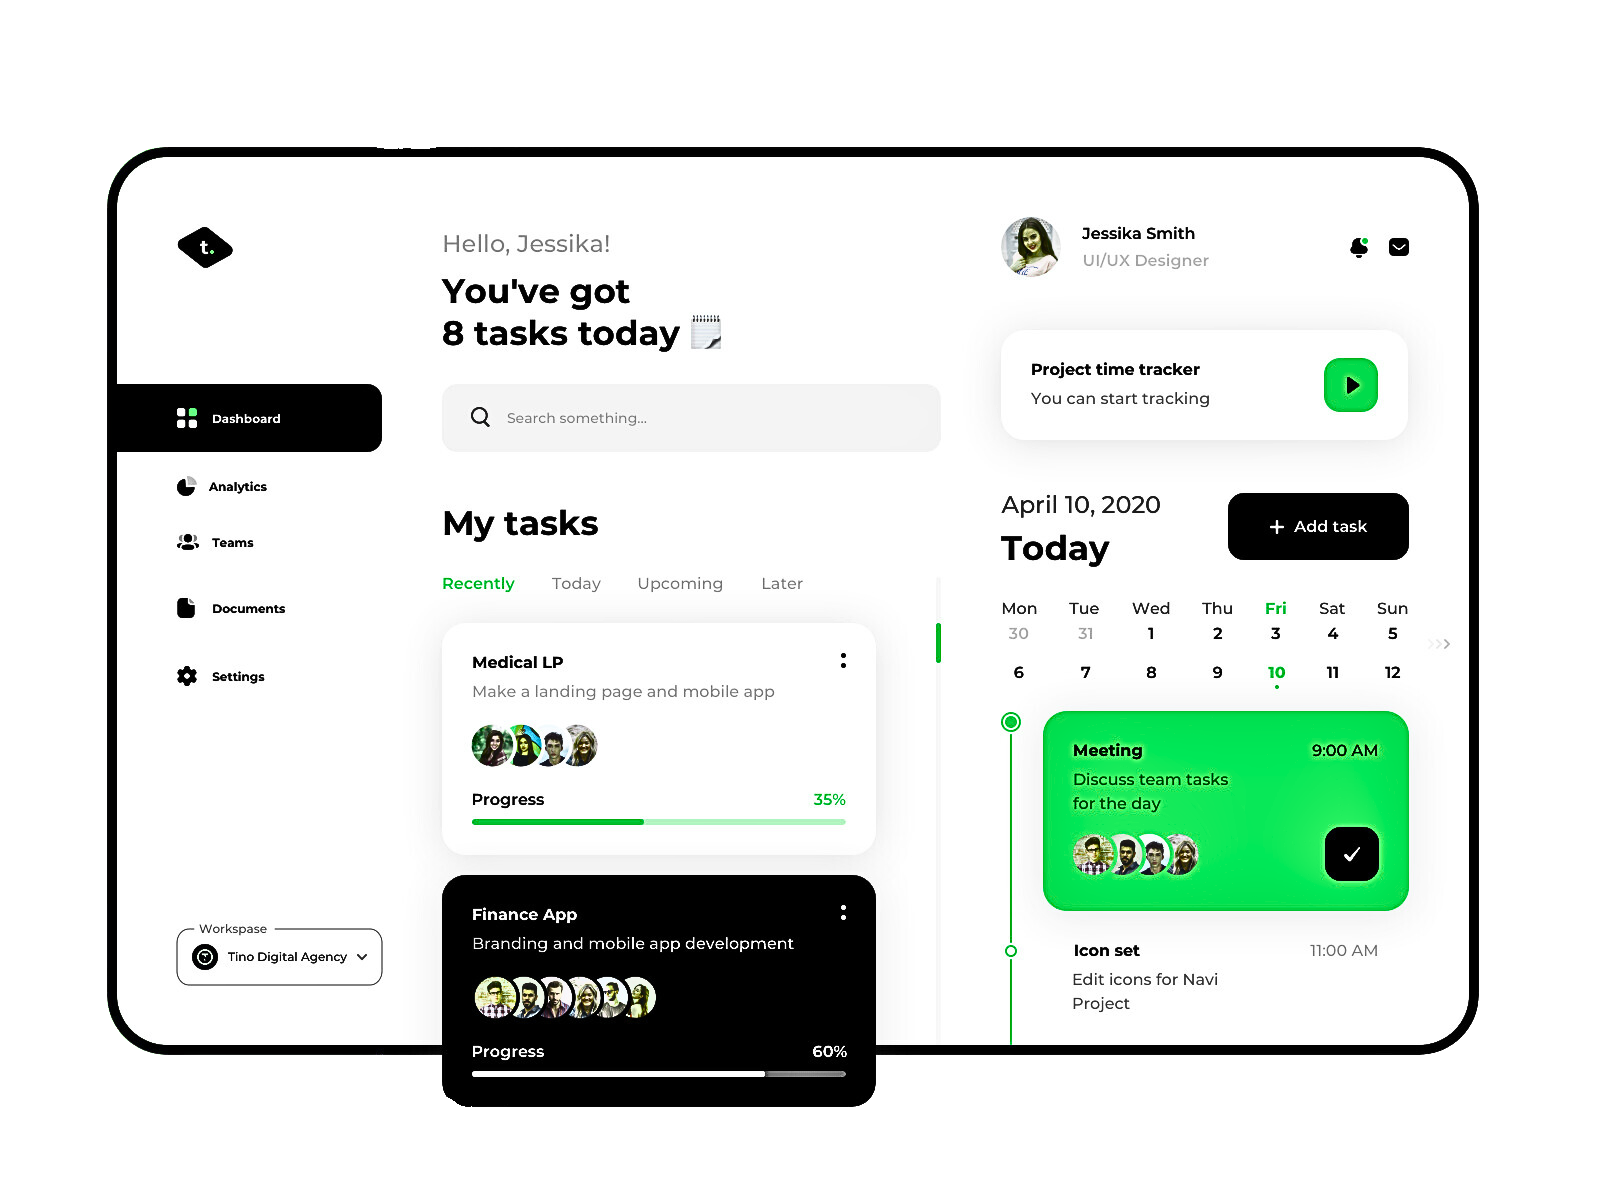 t.
Dashboard
Analytics
Teams
Documents
Settings
Workspase
Tino Digital Agency
Hello, Jessika!
You've got
8 tasks today
Search something...
My tasks
Recently Today Upcoming Later
Medical LP
Make a landing page and mobile app
Progress 35%
Finance App
Branding and mobile app development
Progress 60%
Jessika Smith
UI/UX Designer
Project time tracker
You can start tracking
April 10, 2020
Today
+ Add task
Mon Tue Wed Thu Fri Sat Sun
30 31 1 2 3 4 5
6 7 8 9 10 11 12
Meeting 9:00 AM
Discuss team tasks
for the day
Icon set 11:00 AM
Edit icons for Navi
Project